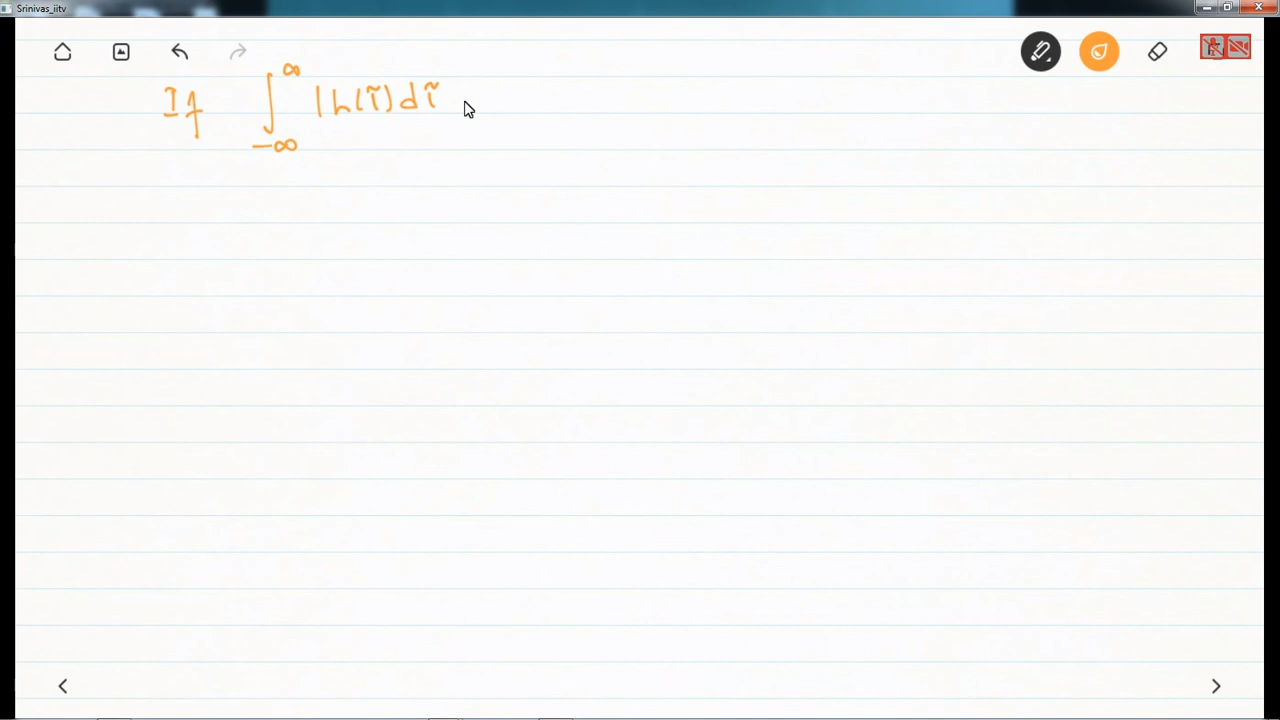 Srinivas_iitv
If ∫_{-∞}^{∞} |h(τ) dτ